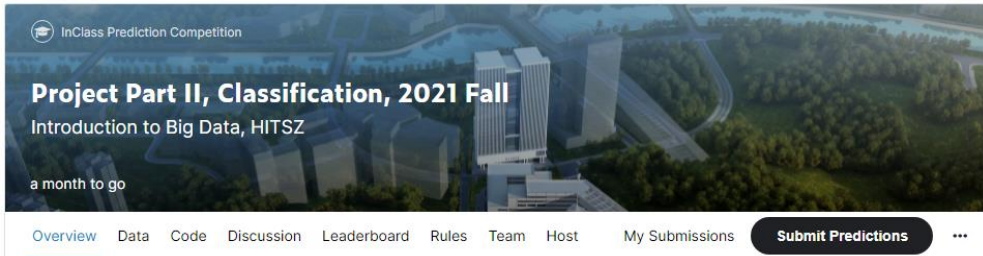 InClass Prediction Competition
Project Part II, Classification, 2021 Fall
Introduction to Big Data, HITSZ
a month to go
Overview Data Code Discussion Leaderboard Rules Team Host My Submissions Submit Predictions ...